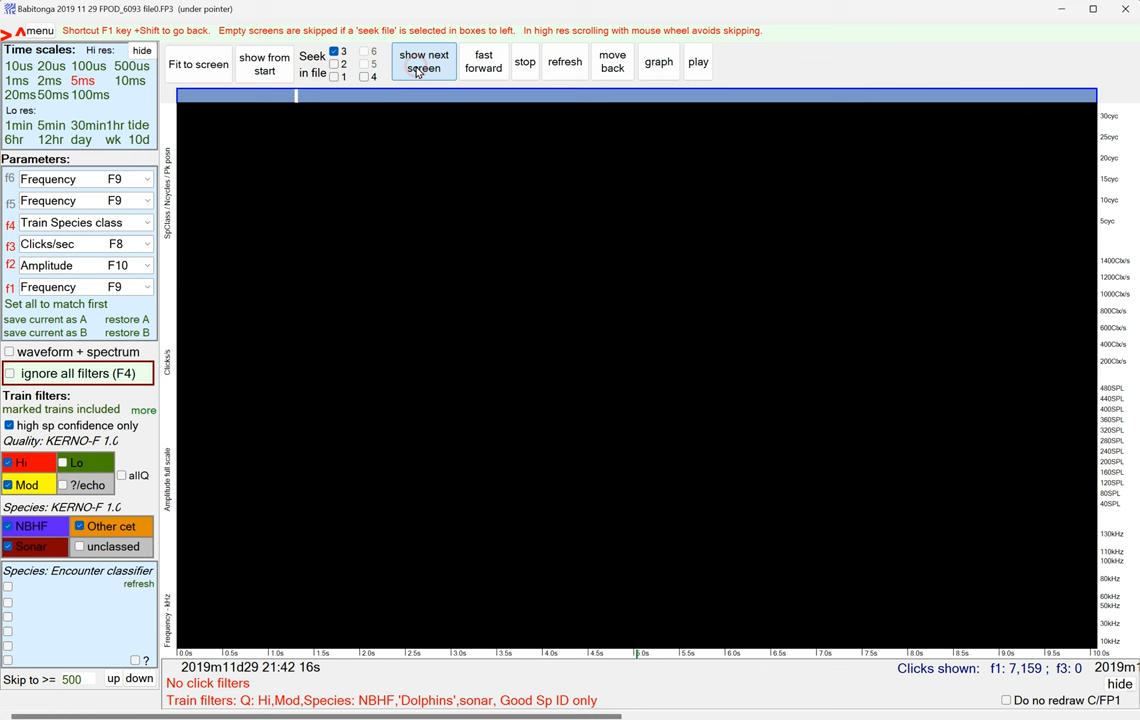 Babitonga 2019 11 29 FPOD_6093 file0.FP3 (under pointer)
menu Shortcut F1 key +Shift to go back. Empty screens are skipped if a 'seek file' is selected in boxes to left. In high res scrolling with mouse wheel avoids skipping.
Time scales: Hi res: hide
10us 20us 100us 500us
1ms 2ms 5ms 10ms
20ms 50ms 100ms
Lo res:
1min 5min 30min 1hr tide
6hr 12hr day wk 10d
Fit to screen
show from start
Seek in file
3 6
2 5
1 4
show next screen
fast forward
stop
refresh
move back
graph
play
Parameters:
f6 Frequency F9
f5 Frequency F9
f4 Train Species class
f3 Clicks/sec F8
f2 Amplitude F10
f1 Frequency F9
Set all to match first
save current as A restore A
save current as B restore B
waveform + spectrum
ignore all filters (F4)
Train filters:
marked trains included more
high sp confidence only
Quality: KERNO-F 1.0
Hi Lo
Mod ?/echo
allQ
Species: KERNO-F 1.0
NBHF Other cet
Sonar unclassed
Species: Encounter classifier
refresh
?
Skip to >= 500 up down
SpClass / Ncycles / Pk posn
Clicks/s
Amplitude full scale
Frequency - kHz
30cyc
25cyc
20cyc
15cyc
10cyc
5cyc
1400Clx/s
1200Clx/s
1000Clx/s
800Clx/s
600Clx/s
400Clx/s
200Clx/s
480SPL
440SPL
400SPL
360SPL
320SPL
280SPL
240SPL
200SPL
160SPL
120SPL
80SPL
40SPL
130kHz
110kHz
100kHz
80kHz
60kHz
50kHz
30kHz
10kHz
0.0s 0.5s 1.0s 1.5s 2.0s 2.5s 3.0s 3.5s 4.0s 4.5s 5.0s 5.5s 6.0s 6.5s 7.0s 7.5s 8.0s 8.5s 9.0s 9.5s 10.0s
2019m11d29 21:42 16s Clicks shown: f1: 7,159 ; f3: 0 2019m1
No click filters hide
Train filters: Q: Hi,Mod,Species: NBHF,'Dolphins',sonar, Good Sp ID only Do no redraw C/FP1